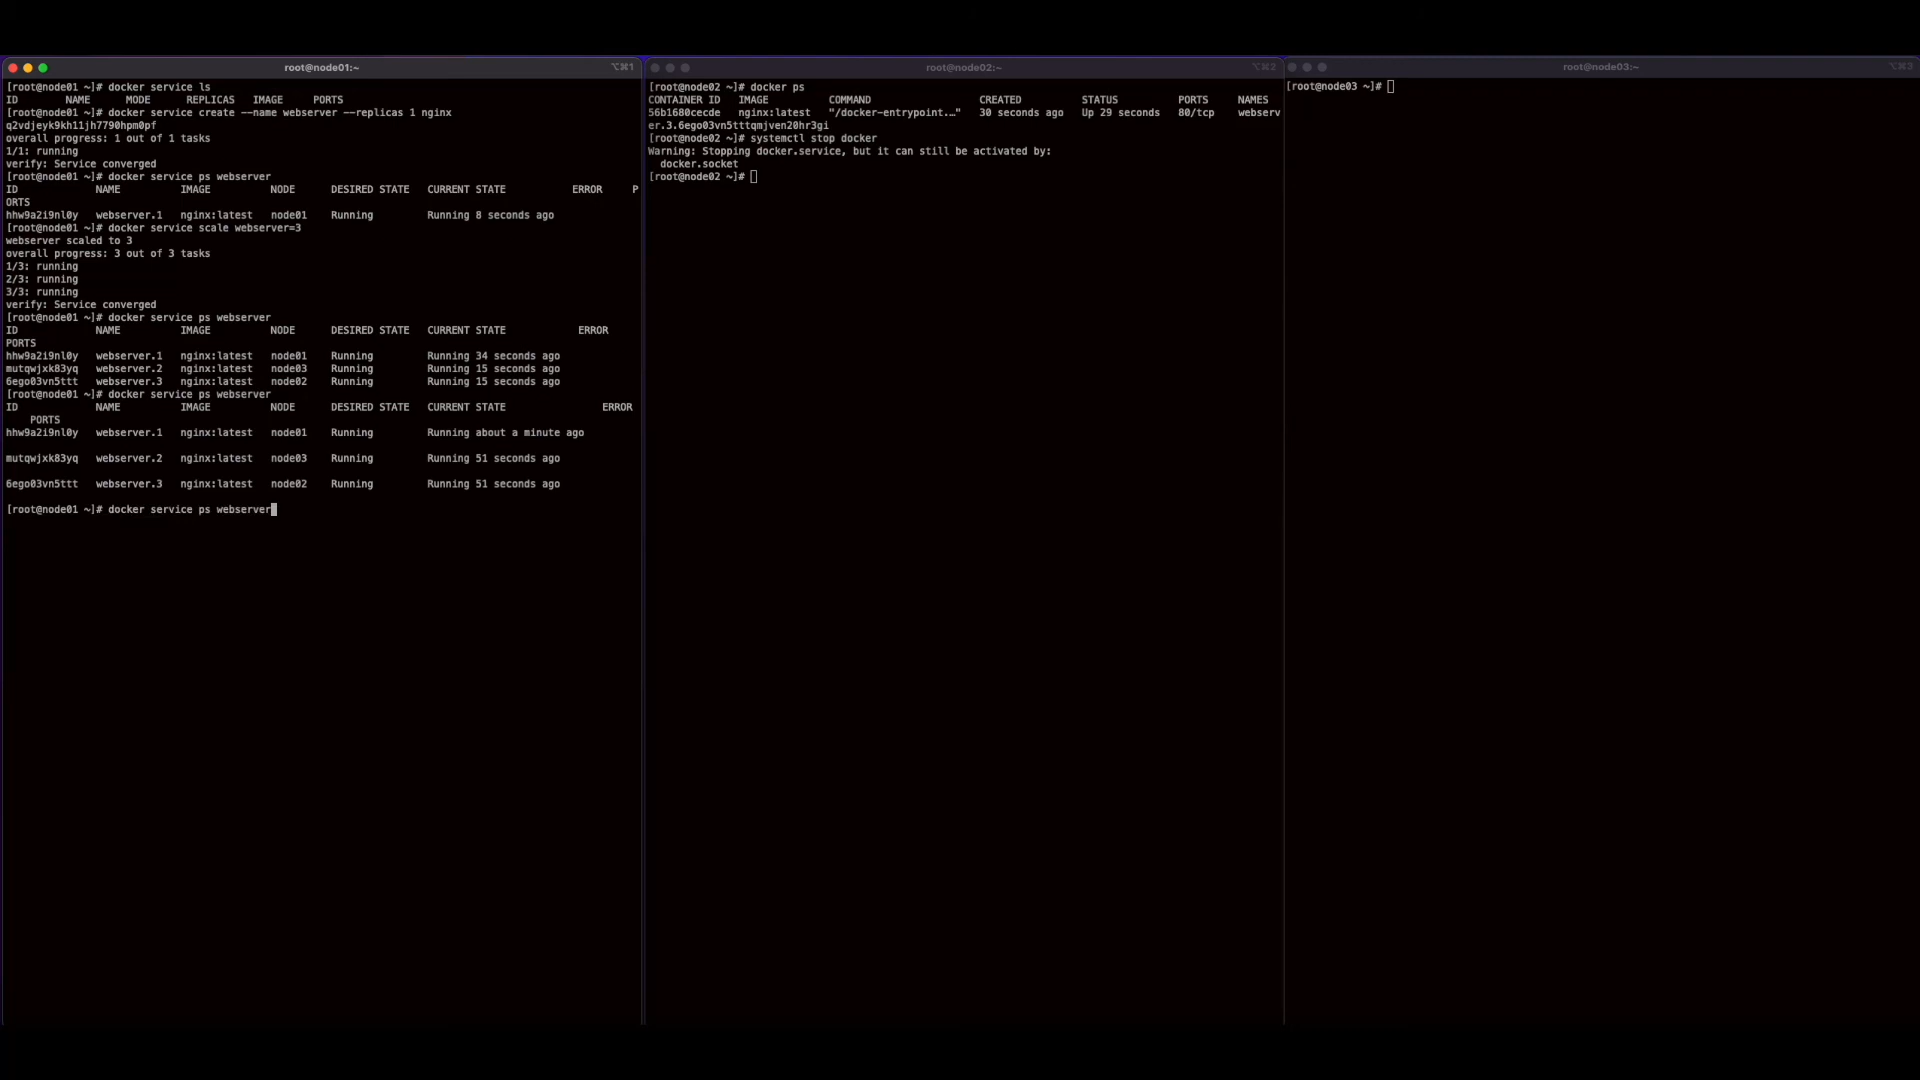 root@node01:~ ⌥⌘1
[root@node01 ~]# docker service ls
ID NAME MODE REPLICAS IMAGE PORTS
[root@node01 ~]# docker service create --name webserver --replicas 1 nginx
q2vdjeyk9kh11jh7790hpm0pf
overall progress: 1 out of 1 tasks
1/1: running
verify: Service converged
[root@node01 ~]# docker service ps webserver
ID NAME IMAGE NODE DESIRED STATE CURRENT STATE ERROR P
ORTS
hhw9a2i9nl0y webserver.1 nginx:latest node01 Running Running 8 seconds ago
[root@node01 ~]# docker service scale webserver=3
webserver scaled to 3
overall progress: 3 out of 3 tasks
1/3: running
2/3: running
3/3: running
verify: Service converged
[root@node01 ~]# docker service ps webserver
ID NAME IMAGE NODE DESIRED STATE CURRENT STATE ERROR
PORTS
hhw9a2i9nl0y webserver.1 nginx:latest node01 Running Running 34 seconds ago
mutqwjxk83yq webserver.2 nginx:latest node03 Running Running 15 seconds ago
6ego03vn5ttt webserver.3 nginx:latest node02 Running Running 15 seconds ago
[root@node01 ~]# docker service ps webserver
ID NAME IMAGE NODE DESIRED STATE CURRENT STATE ERROR
PORTS
hhw9a2i9nl0y webserver.1 nginx:latest node01 Running Running about a minute ago
mutqwjxk83yq webserver.2 nginx:latest node03 Running Running 51 seconds ago
6ego03vn5ttt webserver.3 nginx:latest node02 Running Running 51 seconds ago
[root@node01 ~]# docker service ps webserver
root@node02:~ ⌥⌘2
[root@node02 ~]# docker ps
CONTAINER ID IMAGE COMMAND CREATED STATUS PORTS NAMES
56b1680cecde nginx:latest "/docker-entrypoint.…" 30 seconds ago Up 29 seconds 80/tcp webserv
er.3.6ego03vn5tttqmjven20hr3gi
[root@node02 ~]# systemctl stop docker
Warning: Stopping docker.service, but it can still be activated by:
docker.socket
[root@node02 ~]#
root@node03:~ ⌥⌘3
[root@node03 ~]#